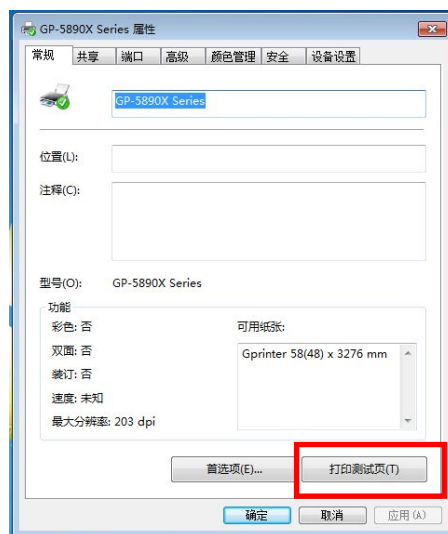 GP-5890X Series 属性
常规 共享 端口 高级 颜色管理 安全 设备设置
GP-5890X Series
位置(L):
注释(C):
型号(O): GP-5890X Series
功能
彩色: 否 可用纸张:
双面: 否 Gprinter 58(48) x 3276 mm
装订: 否
速度: 未知
最大分辨率: 203 dpi
首选项(E)... 打印测试页(T)
确定 取消 应用(A)